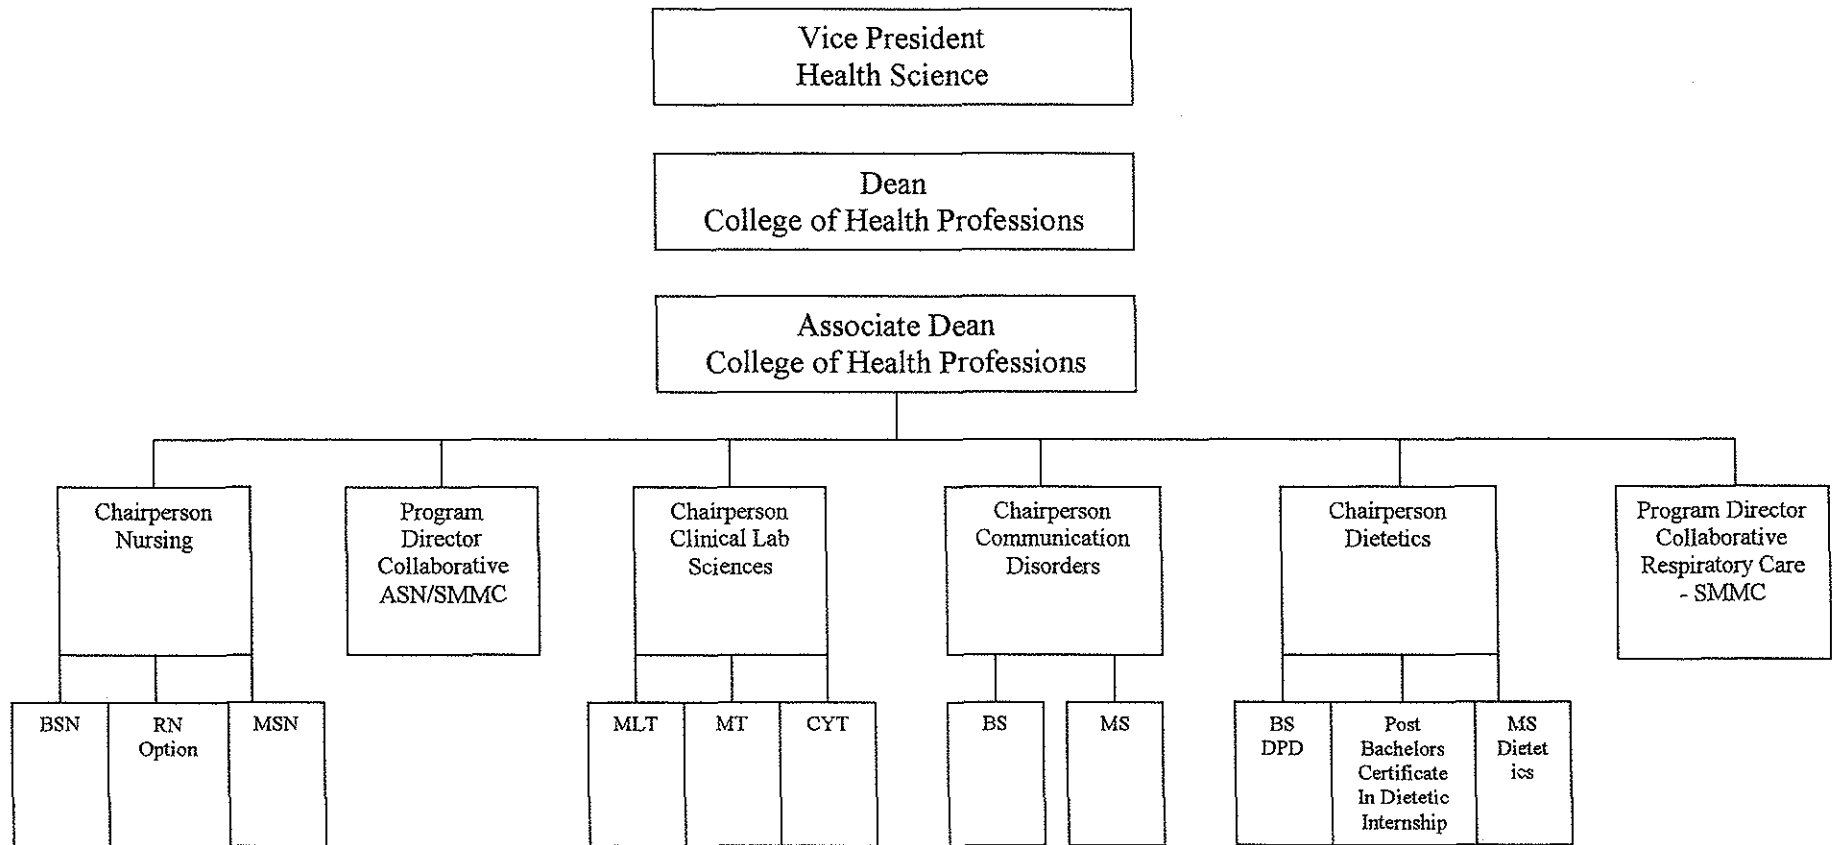 Vice President
Health Science
Dean
College of Health Professions
Associate Dean
College of Health Professions
Chairperson
Nursing
Program
Director
Collaborative
ASN/SMMC
Chairperson
Clinical Lab
Sciences
Chairperson
Communication
Disorders
Chairperson
Dietetics
Program Director
Collaborative
Respiratory Care
- SMMC
BSN
RN
Option
MSN
MLT
MT
CYT
BS
MS
BS
DPD
Post
Bachelors
Certificate
In Dietetic
Internship
MS
Dietet
ics